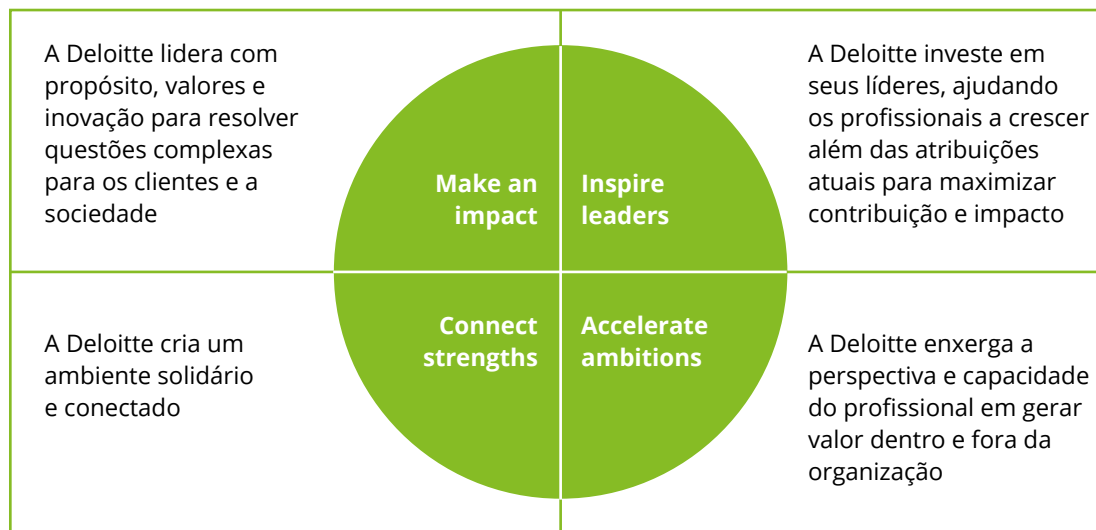 A Deloitte lidera com
propósito, valores e
inovação para resolver
questões complexas
para os clientes e a
sociedade
Make an
impact
Inspire
leaders
A Deloitte investe em
seus líderes, ajudando
os profissionais a crescer
além das atribuições
atuais para maximizar
contribuição e impacto
A Deloitte cria um
ambiente solidário
e conectado
Connect
strengths
Accelerate
ambitions
A Deloitte enxerga a
perspectiva e capacidade
do profissional em gerar
valor dentro e fora da
organização